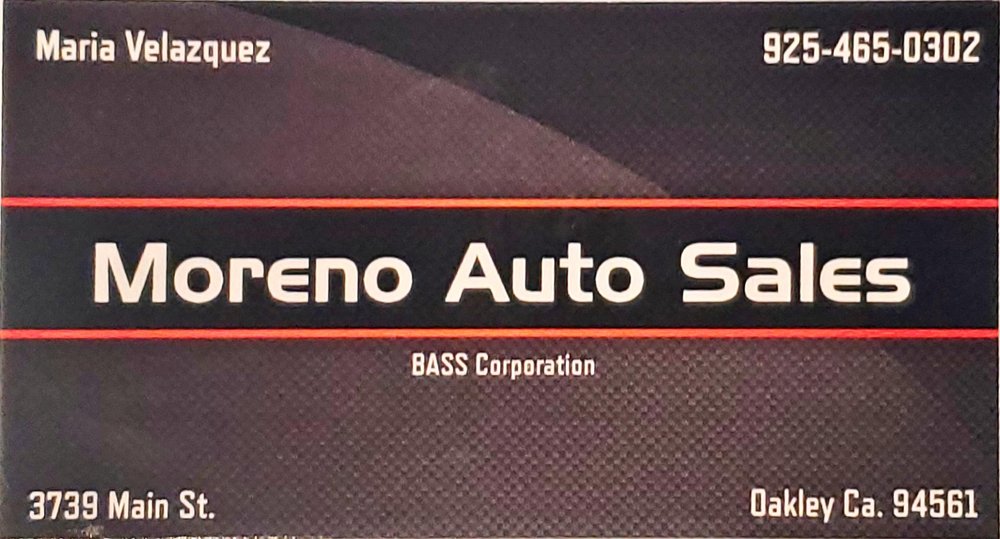 Maria Velazquez
925-465-0302
Moreno Auto Sales
BASS Corporation
3739 Main St.
Oakley Ca. 94561